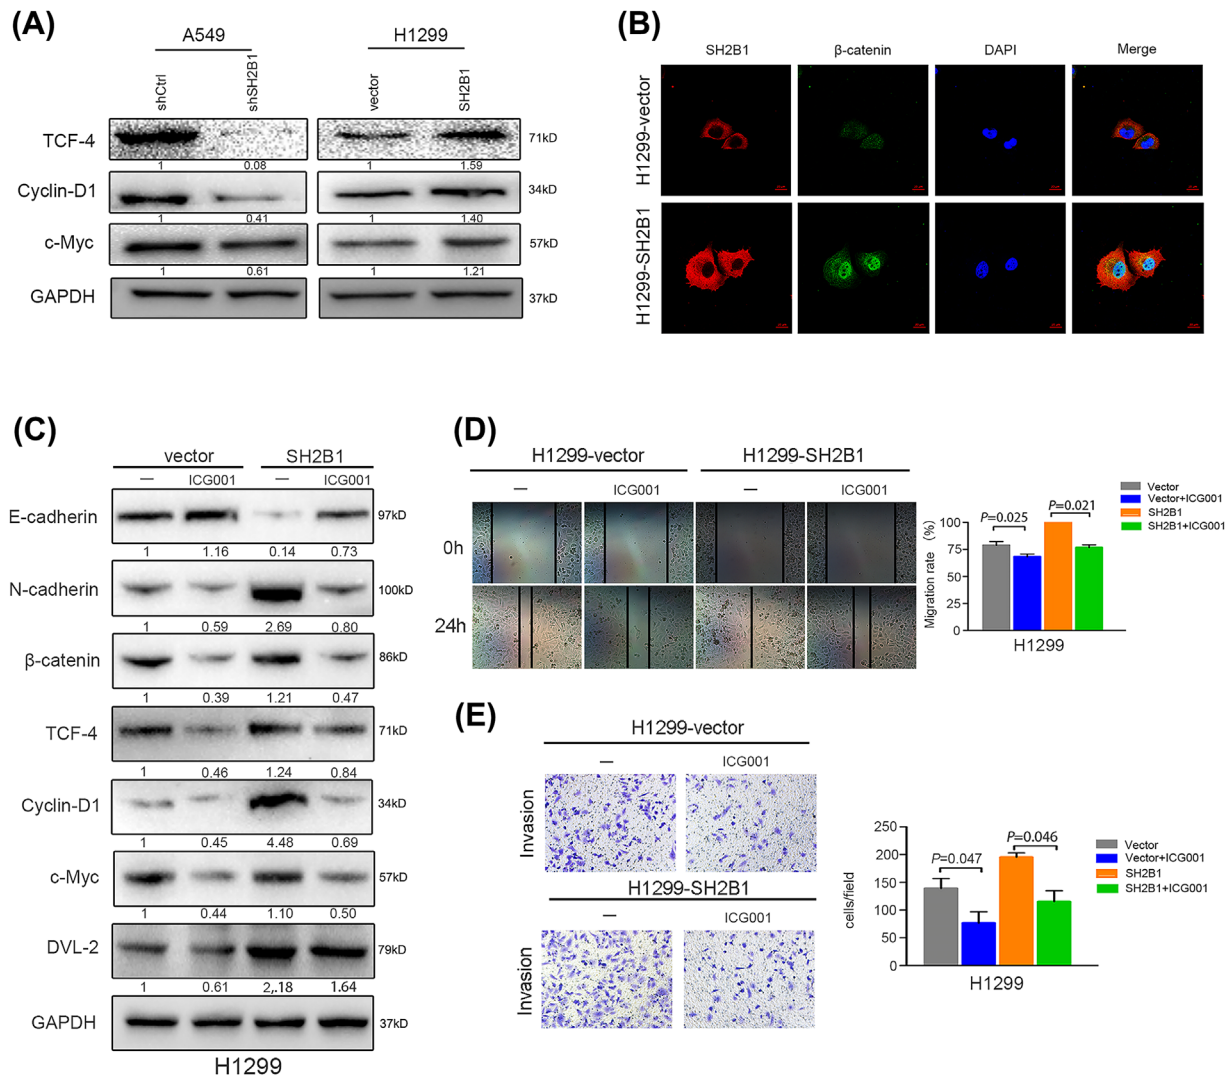 (A)
A549
H1299
shCtrl
shSH2B1
vector
SH2B1
TCF-4
71kD
1 0.08 1 1.59
Cyclin-D1
34kD
1 0.41 1 1.40
c-Myc
57kD
1 0.61 1 1.21
GAPDH
37kD
(B)
SH2B1 β-catenin DAPI Merge
H1299-vector
H1299-SH2B1
(C)
vector SH2B1
— ICG001 — ICG001
E-cadherin
97kD
1 1.16 0.14 0.73
N-cadherin
100kD
1 0.59 2.69 0.80
β-catenin
86kD
1 0.39 1.21 0.47
TCF-4
71kD
1 0.46 1.24 0.84
Cyclin-D1
34kD
1 0.45 4.48 0.69
c-Myc
57kD
1 0.44 1.10 0.50
DVL-2
79kD
1 0.61 2,.18 1.64
GAPDH
37kD
H1299
(D)
H1299-vector H1299-SH2B1
— ICG001 — ICG001
0h
24h
Migration rate (%)
100
75
50
25
0
P=0.025
P=0.021
H1299
Vector
Vector+ICG001
SH2B1
SH2B1+ICG001
(E)
H1299-vector
— ICG001
Invasion
H1299-SH2B1
— ICG001
Invasion
cells/field
250
200
150
100
50
0
P=0.047
P=0.046
H1299
Vector
Vector+ICG001
SH2B1
SH2B1+ICG001